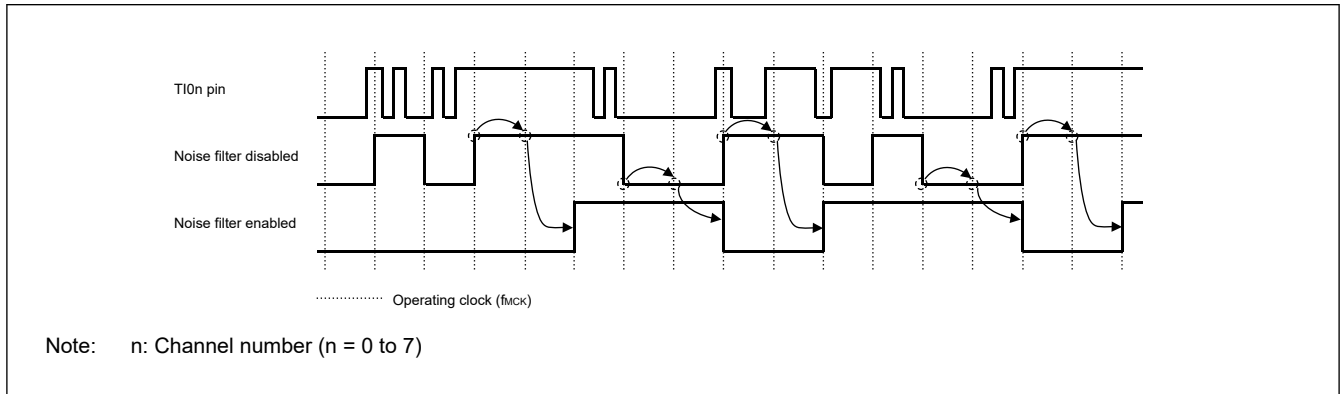 TI0n pin
Noise filter disabled
Noise filter enabled
Operating clock (fMCK)
Note: n: Channel number (n = 0 to 7)